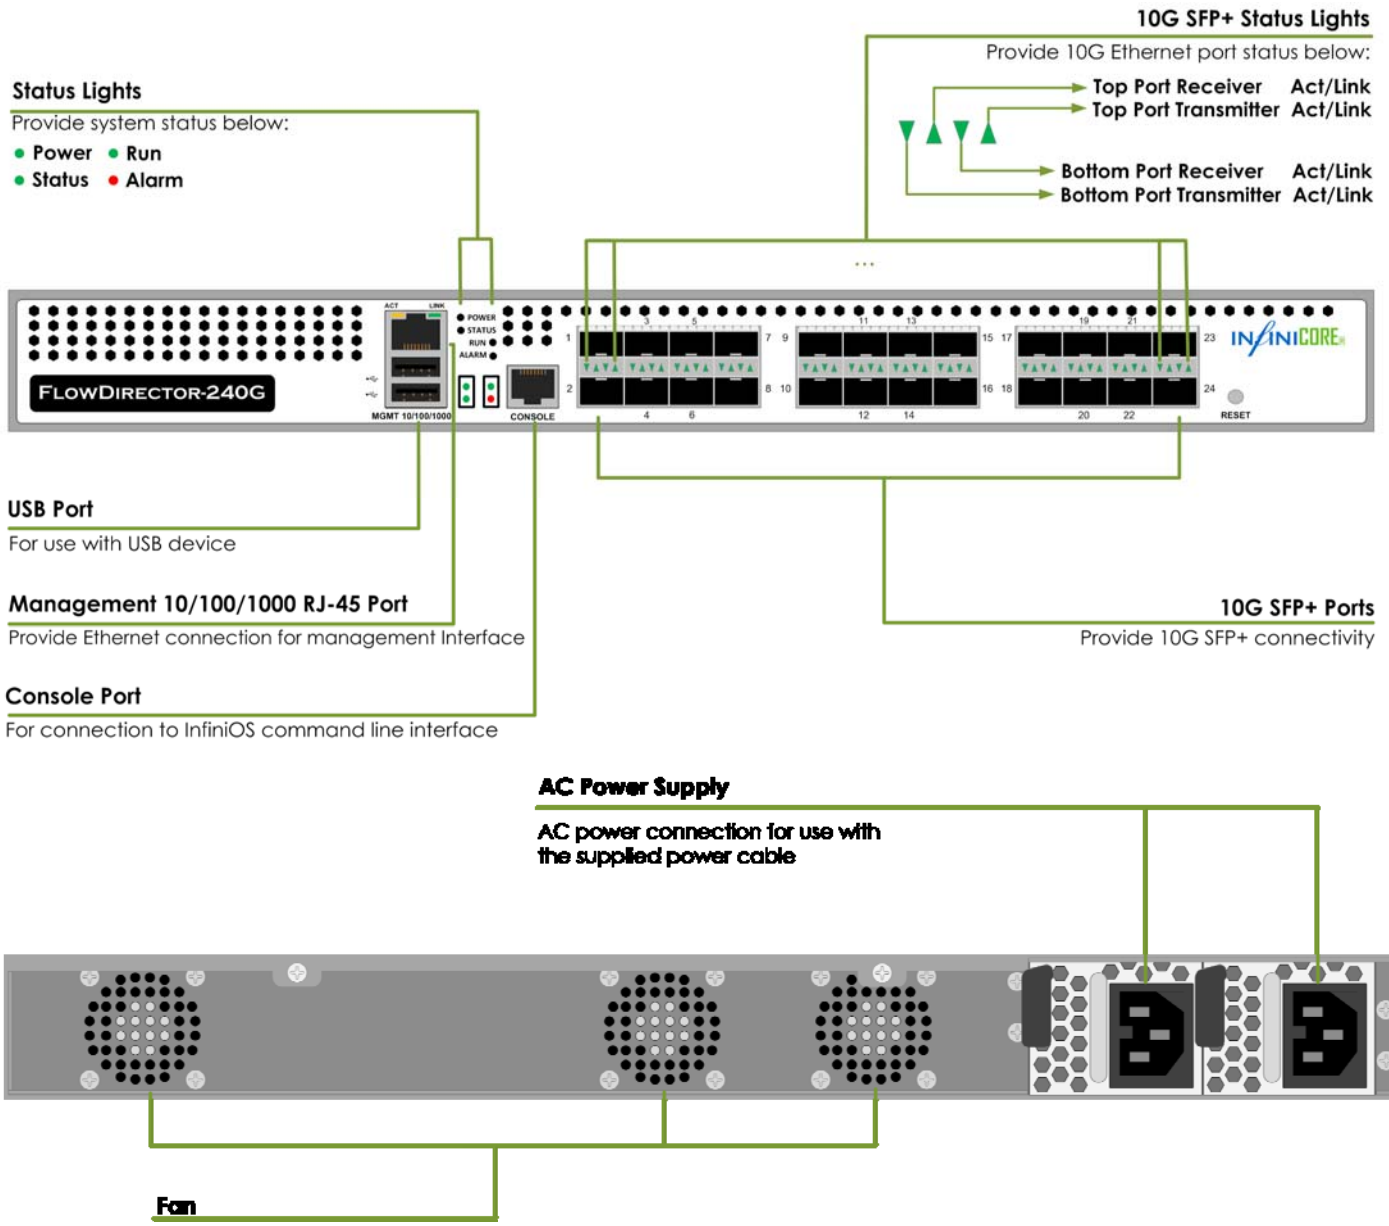 10G SFP+ Status Lights
Provide 10G Ethernet port status below:
Top Port Receiver Act/Link
Top Port Transmitter Act/Link
Bottom Port Receiver Act/Link
Bottom Port Transmitter Act/Link
Status Lights
Provide system status below:
Power Run
Status Alarm
...
ACT LINK
POWER
STATUS
RUN
ALARM
FLOWDIRECTOR-240G
MGMT 10/100/1000
CONSOLE
1 3 5 7 9 11 13 15 17 19 21 23
2 4 6 8 10 12 14 16 18 20 22 24
INFINICORE
RESET
USB Port
For use with USB device
Management 10/100/1000 RJ-45 Port
Provide Ethernet connection for management Interface
Console Port
For connection to InfiniOS command line interface
10G SFP+ Ports
Provide 10G SFP+ connectivity
AC Power Supply
AC power connection for use with
the supplied power cable
Fan